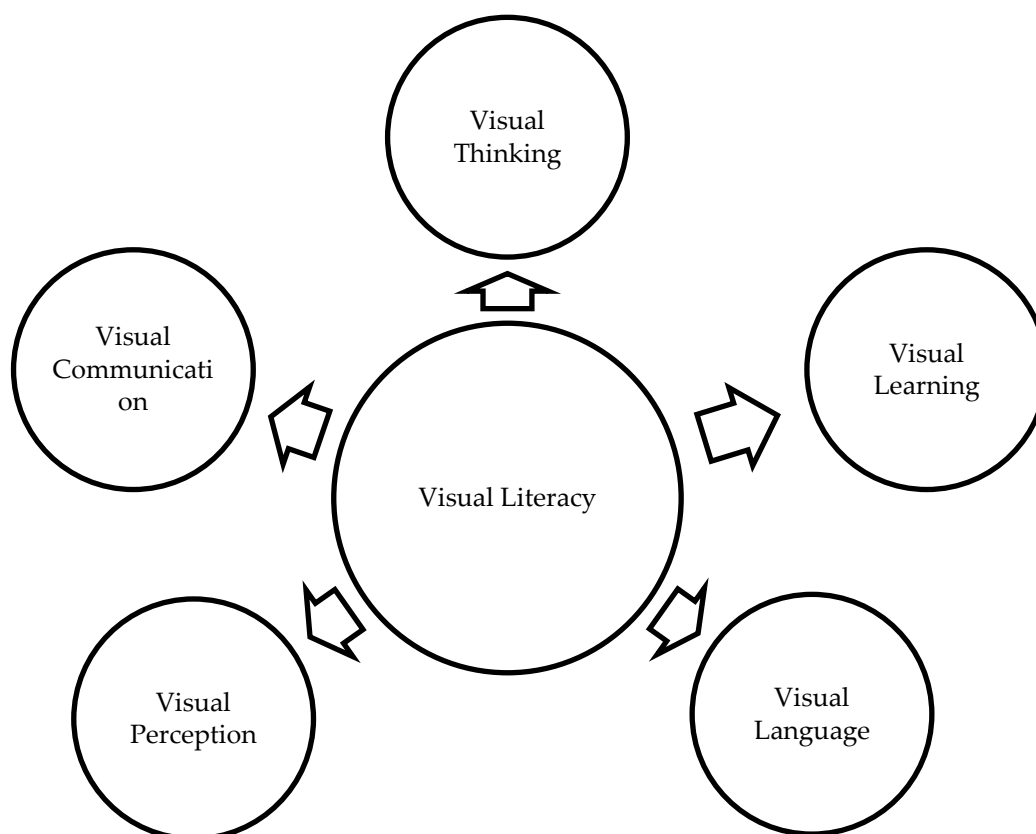 Visual
Thinking
Visual
Communicati
on
Visual
Learning
Visual Literacy
Visual
Perception
Visual
Language